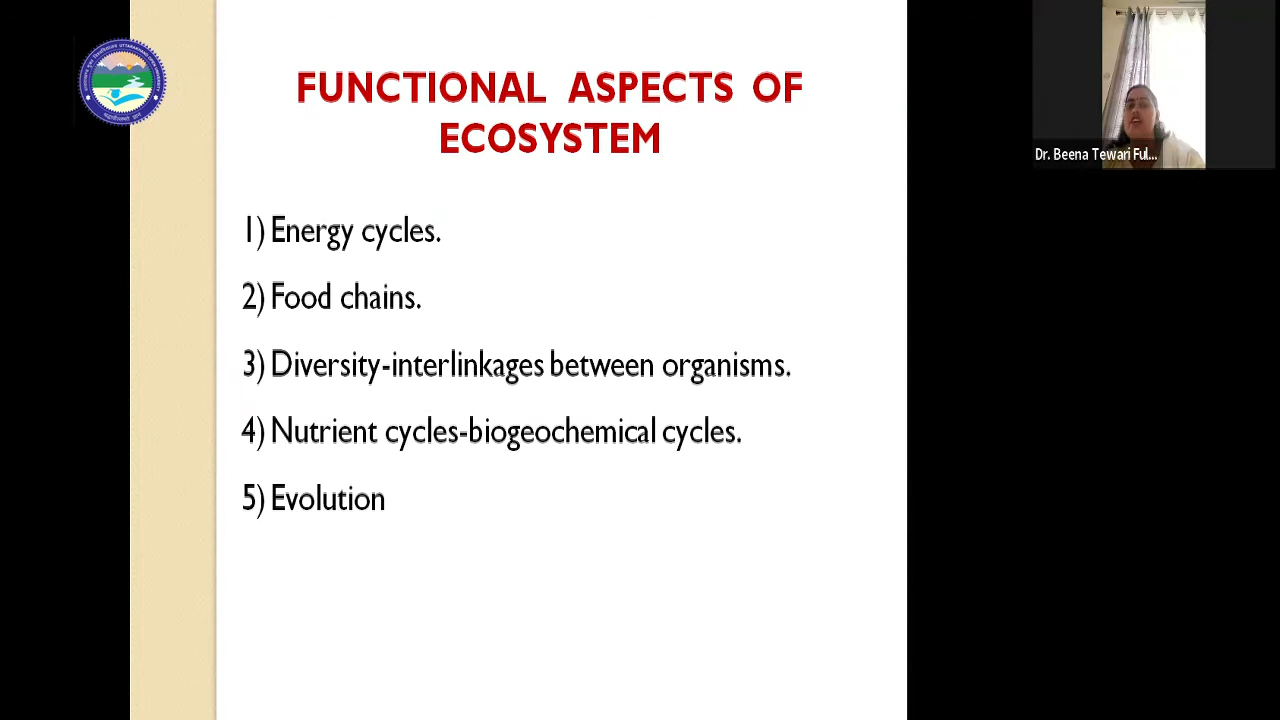 FUNCTIONAL ASPECTS OF
ECOSYSTEM
1) Energy cycles.
2) Food chains.
3) Diversity-interlinkages between organisms.
4) Nutrient cycles-biogeochemical cycles.
5) Evolution
Dr. Beena Tewari Ful...